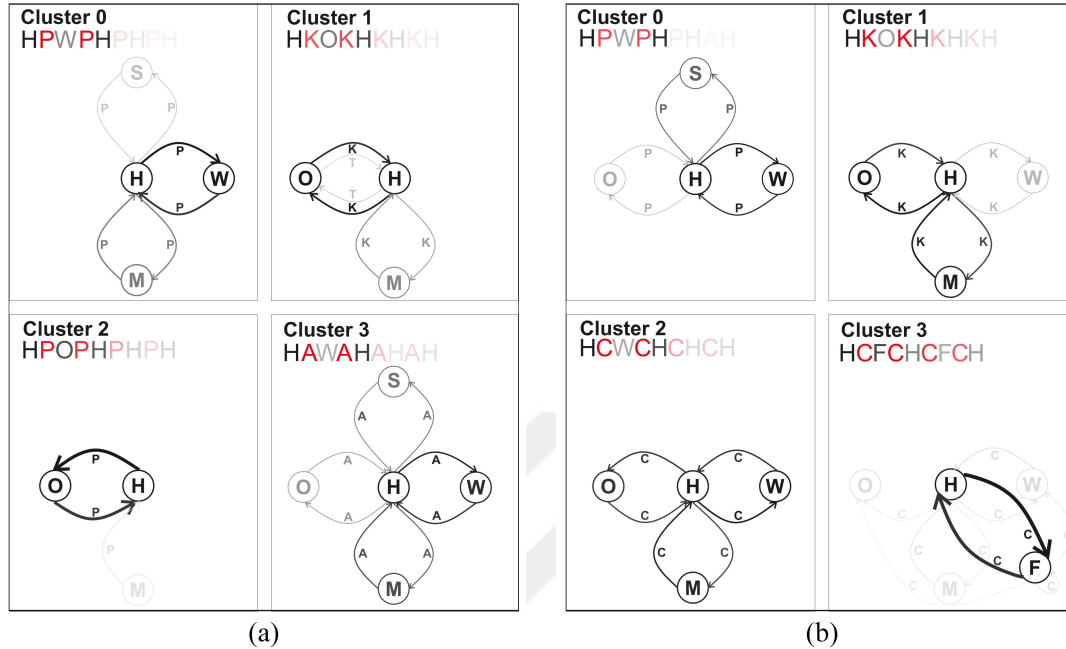 Cluster 0
HPWPHPHPH
S
P P
P
H W
P
P P
M
Cluster 1
HKOKHKHKH
K
T
O H
T
K
K K
M
Cluster 2
HPOPHPHPH
P
O H
P
P
M
Cluster 3
HAWAHAHAH
S
A A
A A
O H W
A A
A A
M
(a)
Cluster 0
HPWPHPHAH
S
P P
P P
O H W
P P
Cluster 1
HKOKHKHKH
K K
O H W
K K
K K
M
Cluster 2
HCWCHCHCH
C C
O H W
C C
C C
M
Cluster 3
HCFCHCFCH
C
O H W
C C
C C C
M C F C
C
(b)